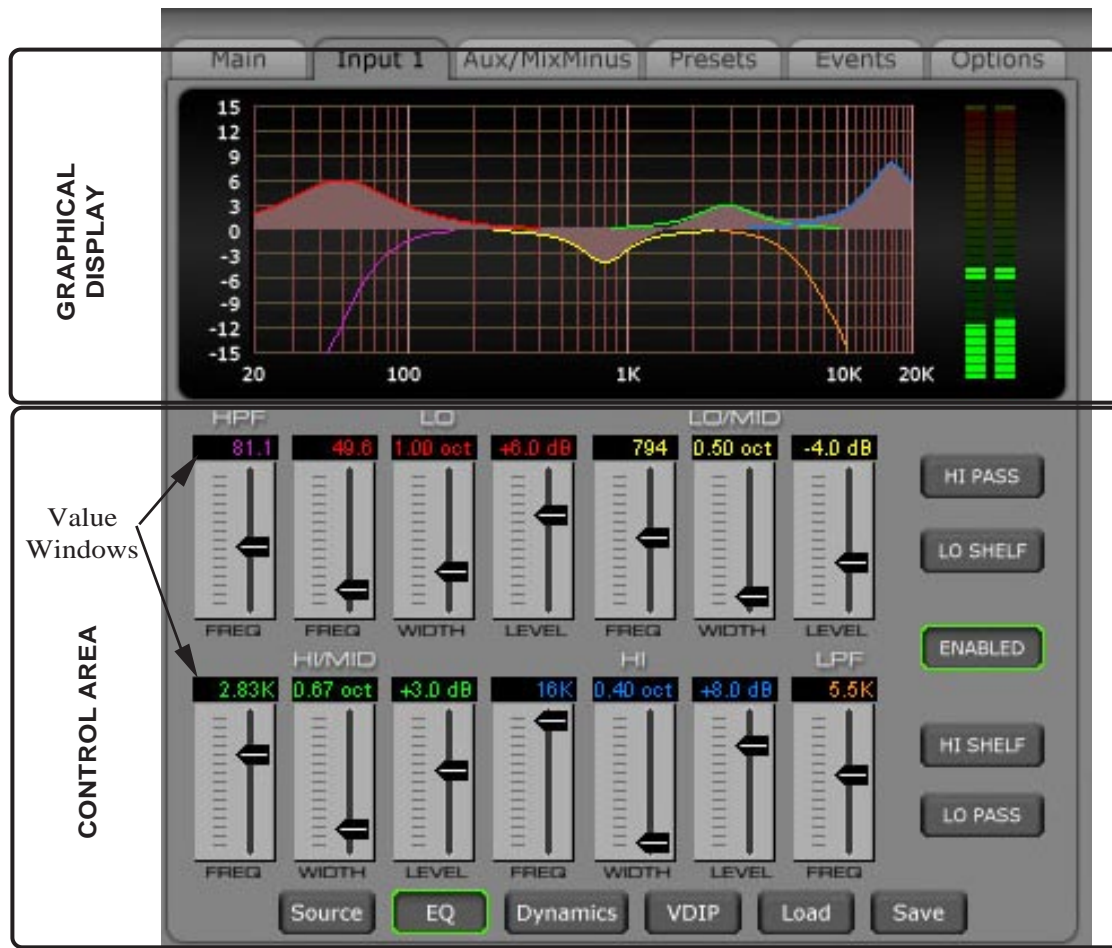 Main Input 1 Aux/MixMinus Presets Events Options
GRAPHICAL
DISPLAY
15
12
9
6
3
0
-3
-6
-9
-12
-15
20 100 1K 10K 20K
HPF LO LO/MID
81.1 49.6 1.00 oct +6.0 dB 794 0.50 oct -4.0 dB
FREQ FREQ WIDTH LEVEL FREQ WIDTH LEVEL
Value
Windows
CONTROL AREA
HI PASS
LO SHELF
ENABLED
HI/MID HI LPF
2.83K 0.67 oct +3.0 dB 16K 0.40 oct +8.0 dB 5.5K
FREQ WIDTH LEVEL FREQ WIDTH LEVEL FREQ
HI SHELF
LO PASS
Source EQ Dynamics VDIP Load Save